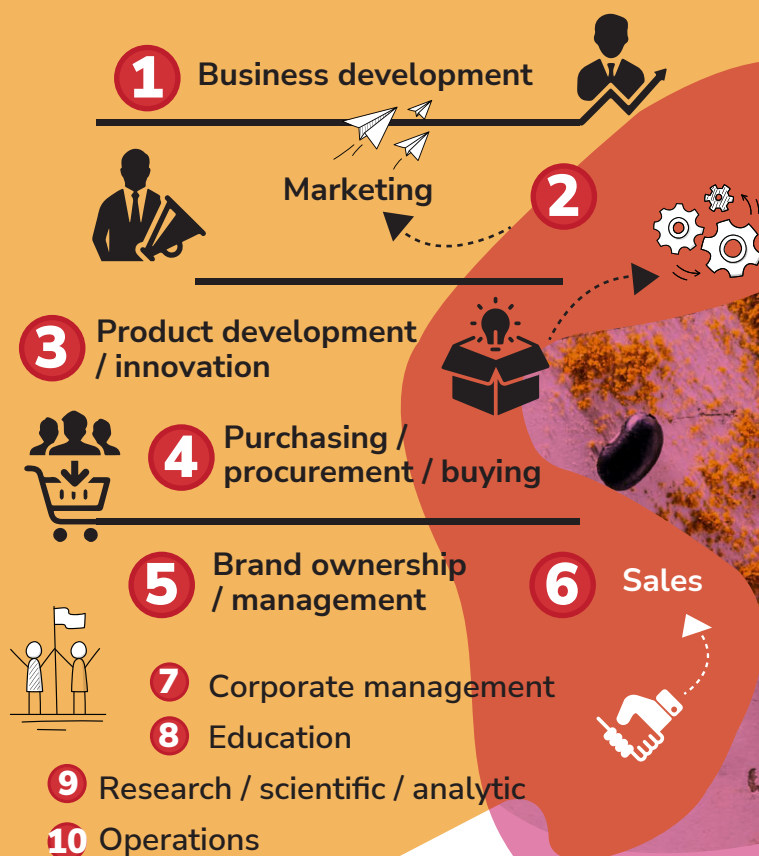 1 Business development
Marketing 2
3 Product development
/ innovation
4 Purchasing /
procurement / buying
5 Brand ownership
/ management
6 Sales
7 Corporate management
8 Education
9 Research / scientific / analytic
10 Operations